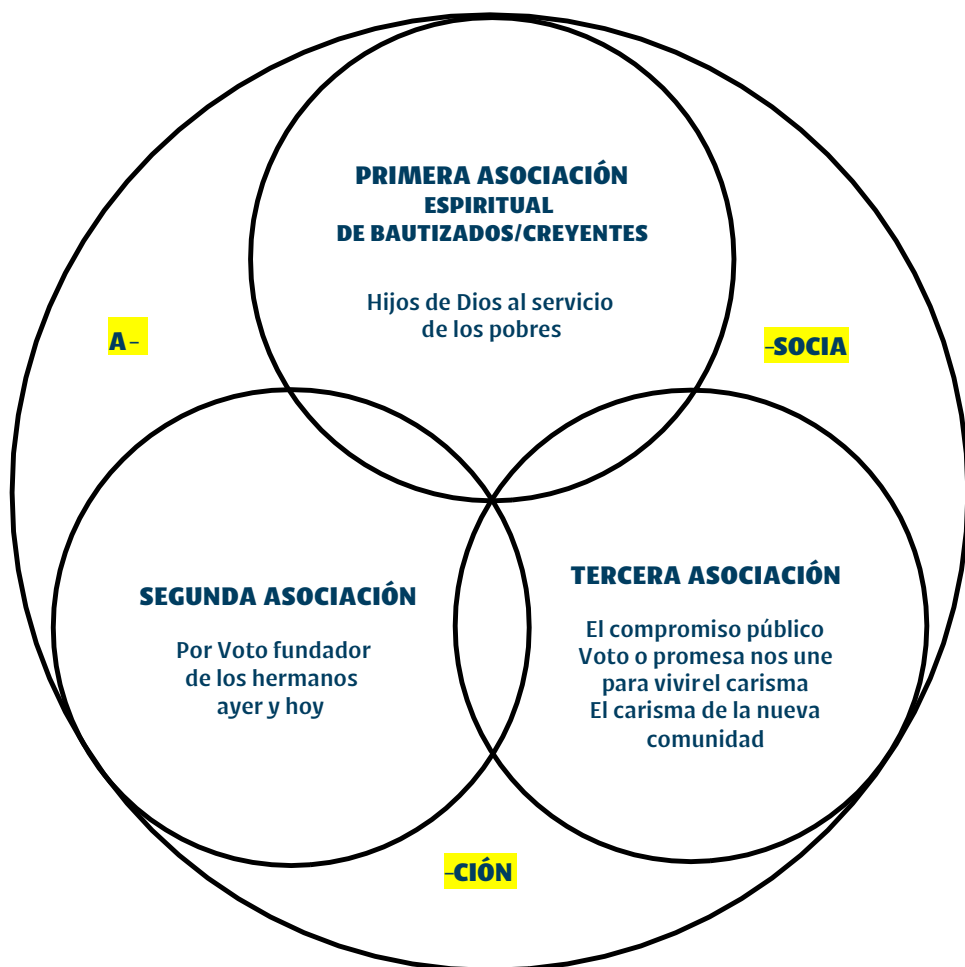 PRIMERA ASOCIACIÓN
ESPIRITUAL
DE BAUTIZADOS/CREYENTES
Hijos de Dios al servicio
de los pobres
A-
-SOCIA
SEGUNDA ASOCIACIÓN
Por Voto fundador
de los hermanos
ayer y hoy
TERCERA ASOCIACIÓN
El compromiso público
Voto o promesa nos une
para vivirel carisma
El carisma de la nueva
comunidad
-CIÓN